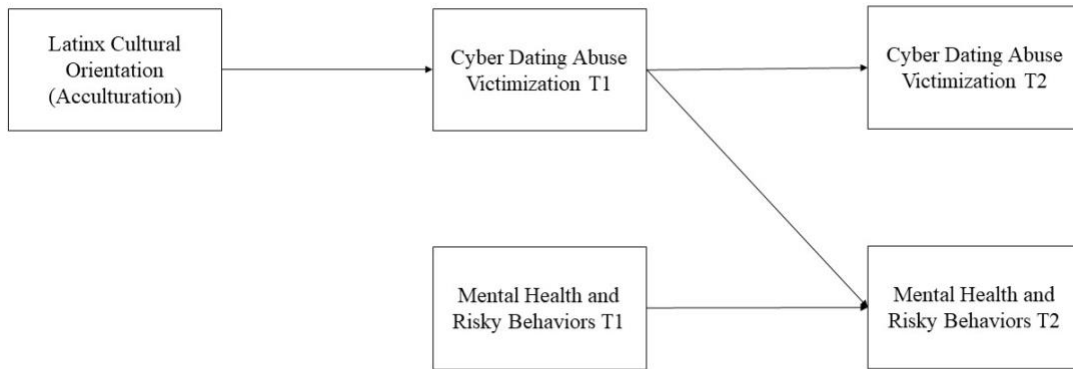 Latinx Cultural
Orientation
(Acculturation)
Cyber Dating Abuse
Victimization T1
Cyber Dating Abuse
Victimization T2
Mental Health and
Risky Behaviors T1
Mental Health and
Risky Behaviors T2